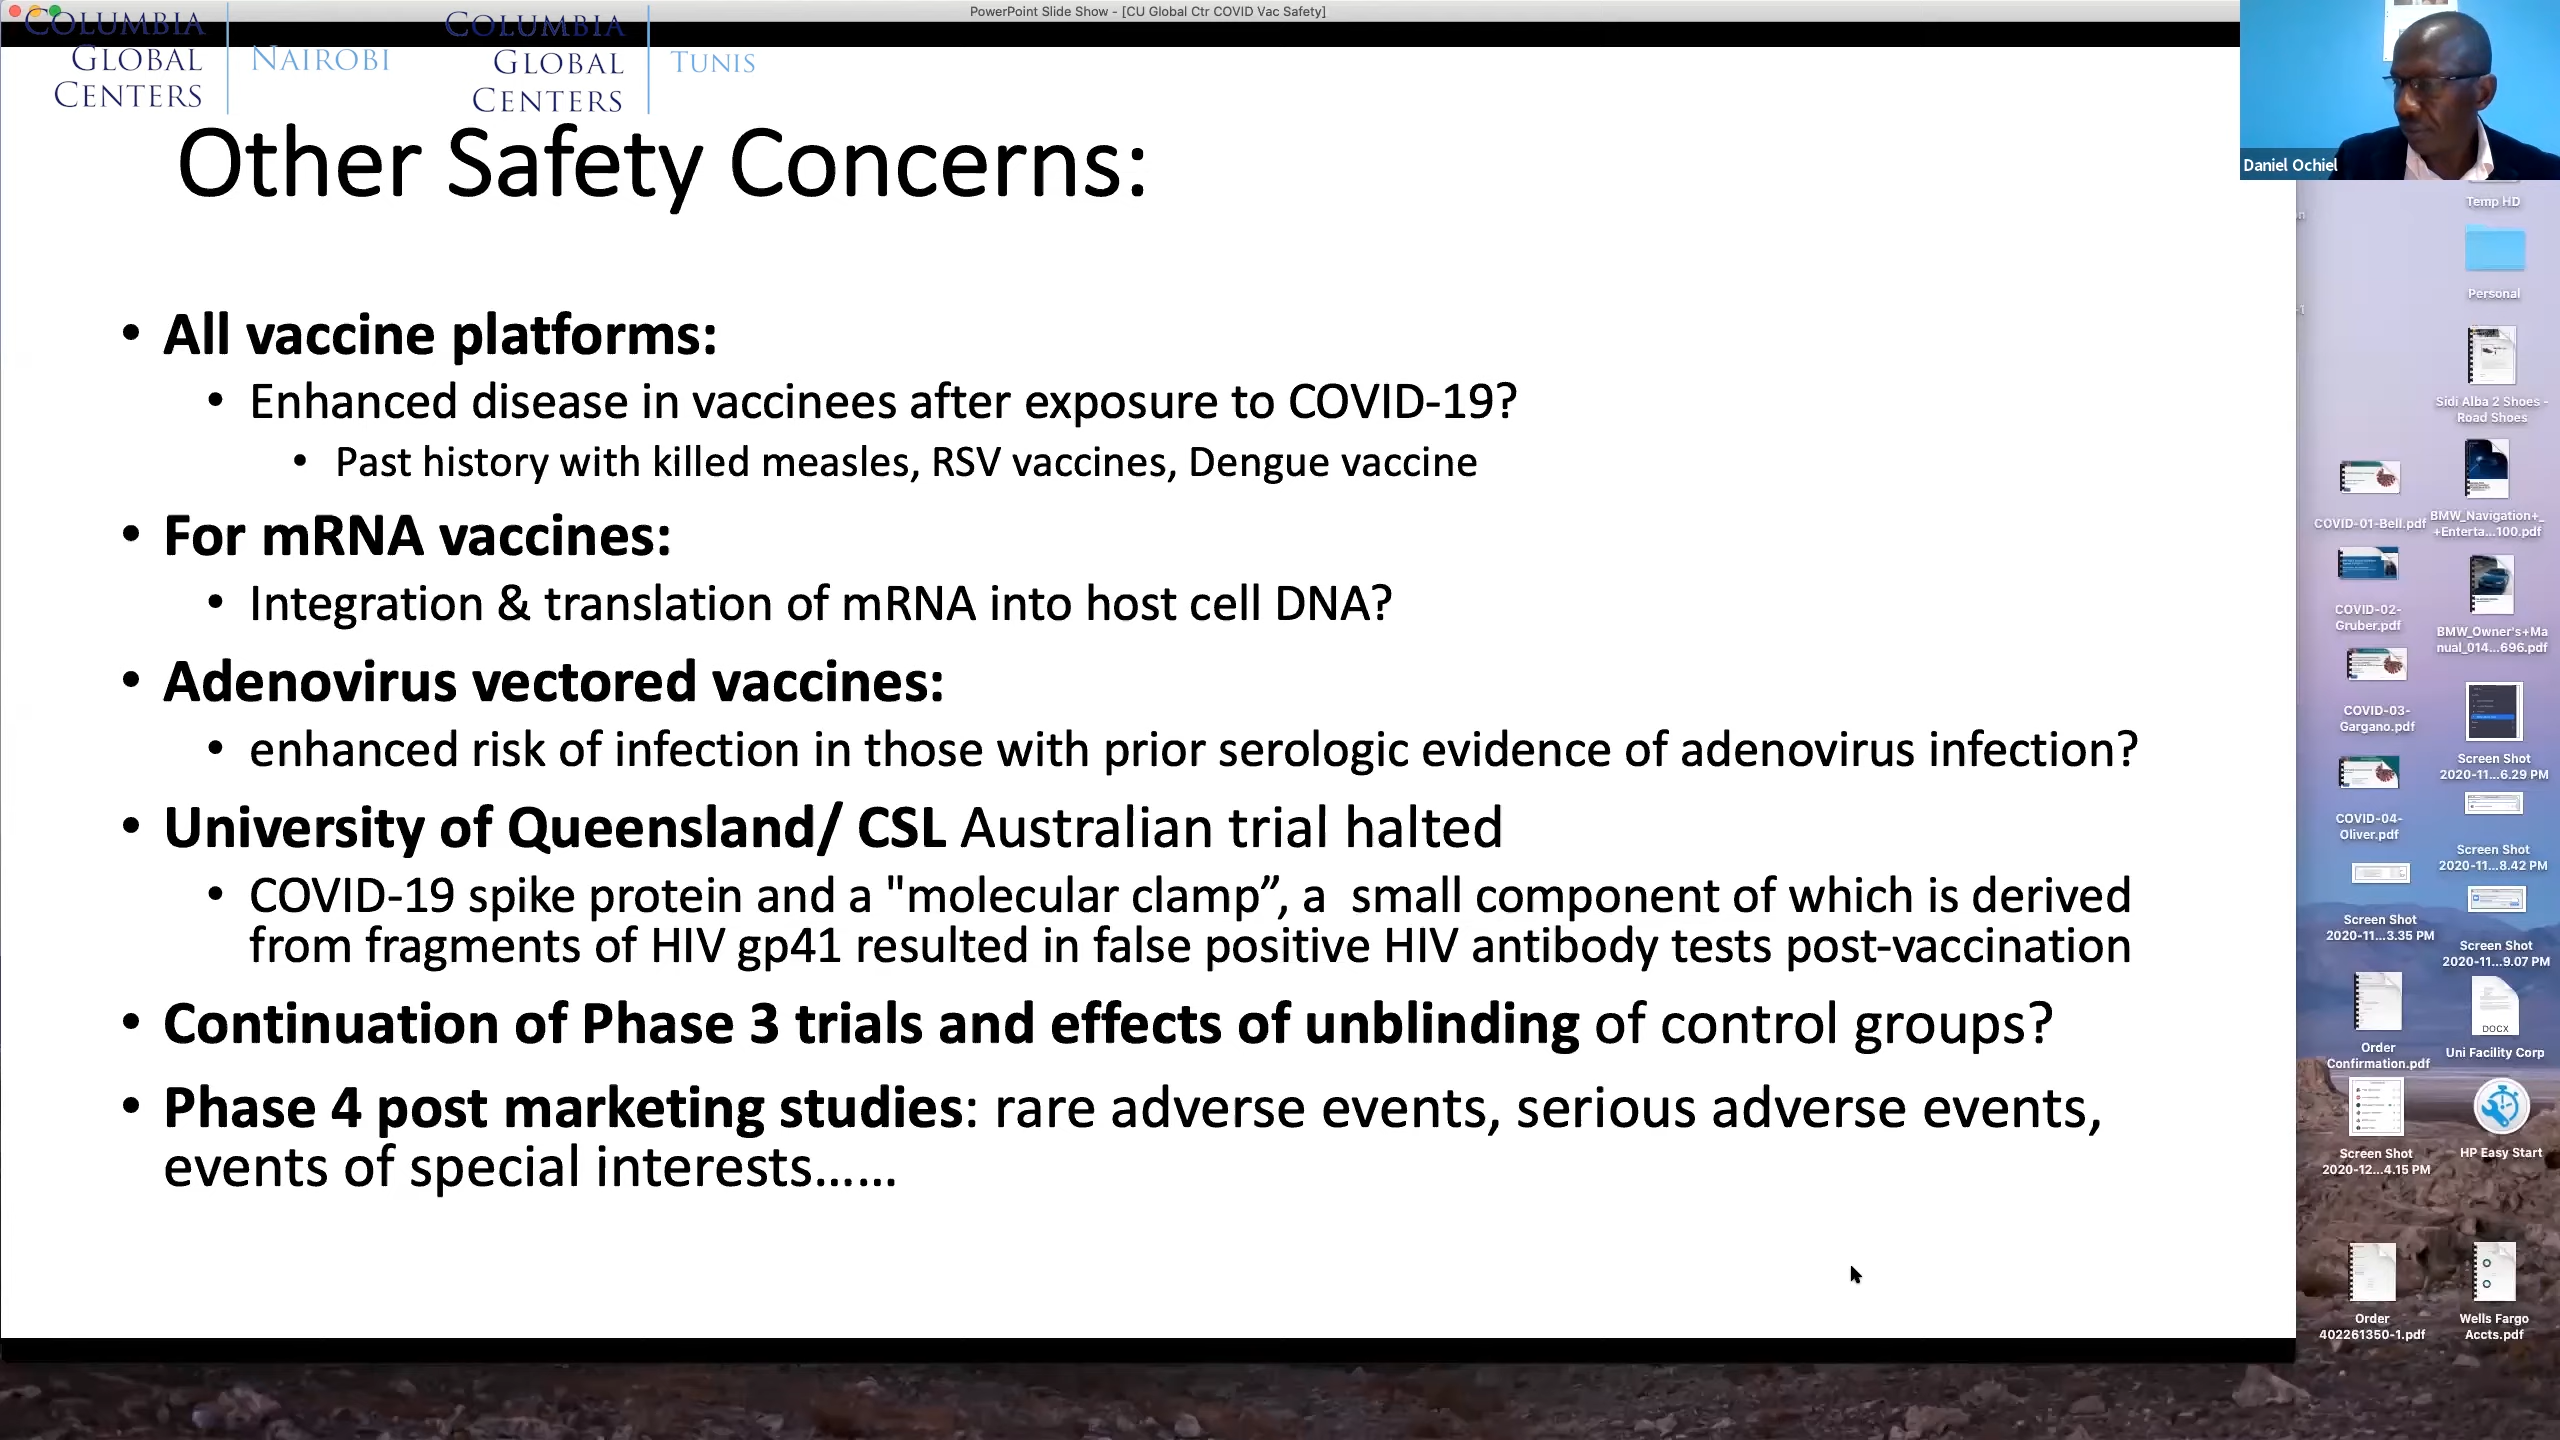 PowerPoint Slide Show - [CU Global Ctr COVID Vac Safety]
COLUMBIA
GLOBAL
CENTERS
NAIROBI
COLUMBIA
GLOBAL
CENTERS
TUNIS
Daniel Ochiel
Other Safety Concerns:
• All vaccine platforms:
• Enhanced disease in vaccinees after exposure to COVID-19?
• Past history with killed measles, RSV vaccines, Dengue vaccine
• For mRNA vaccines:
• Integration & translation of mRNA into host cell DNA?
• Adenovirus vectored vaccines:
• enhanced risk of infection in those with prior serologic evidence of adenovirus infection?
• University of Queensland/ CSL Australian trial halted
• COVID-19 spike protein and a "molecular clamp”, a  small component of which is derived
from fragments of HIV gp41 resulted in false positive HIV antibody tests post-vaccination
• Continuation of Phase 3 trials and effects of unblinding of control groups?
• Phase 4 post marketing studies: rare adverse events, serious adverse events,
events of special interests......
Temp HD
Personal
Sidi Alba 2 Shoes -
Road Shoes
COVID-01-Bell.pdf
BMW_Navigation+_
+Enterta...100.pdf
COVID-02-
Gruber.pdf
BMW_Owner's+Ma
nual_014...696.pdf
COVID-03-
Gargano.pdf
Screen Shot
2020-11...6.29 PM
COVID-04-
Oliver.pdf
Screen Shot
2020-11...8.42 PM
Screen Shot
2020-11...3.35 PM
Screen Shot
2020-11...9.07 PM
Order
Confirmation.pdf
DOCX
Uni Facility Corp
Screen Shot
2020-12...4.15 PM
HP Easy Start
Order
402261350-1.pdf
Wells Fargo
Accts.pdf